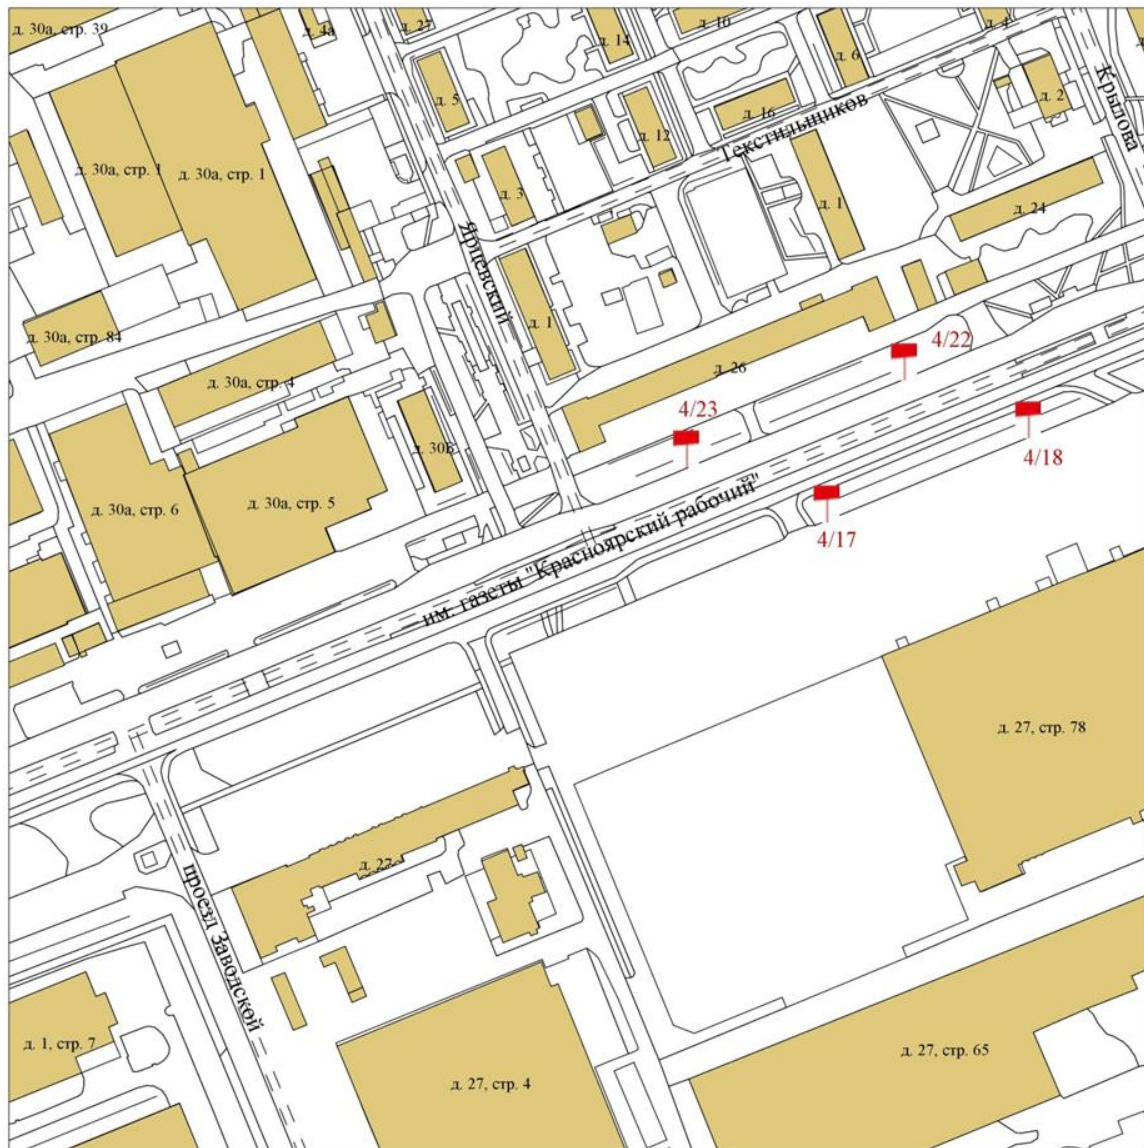 д. 30а, стр. 39
д. 4а
27
д. 14
д. 10
д. 4
д. 6
д. 5
д. 16
д. 2
Крылова
д. 12
Текстильщиков
д. 30а, стр. 1
д. 30а, стр. 1
д. 3
д. 1
д. 24
Ярцевский
д. 1
д. 30а, стр. 84
4/22
д. 26
д. 30а, стр. 4
4/23
д. 30Б
4/18
д. 30а, стр. 5
д. 30а, стр. 6
4/17
им. газеты "Красноярский рабочий"
д. 27, стр. 78
д. 27
проезд Заводской
д. 1, стр. 7
д. 27, стр. 65
д. 27, стр. 4